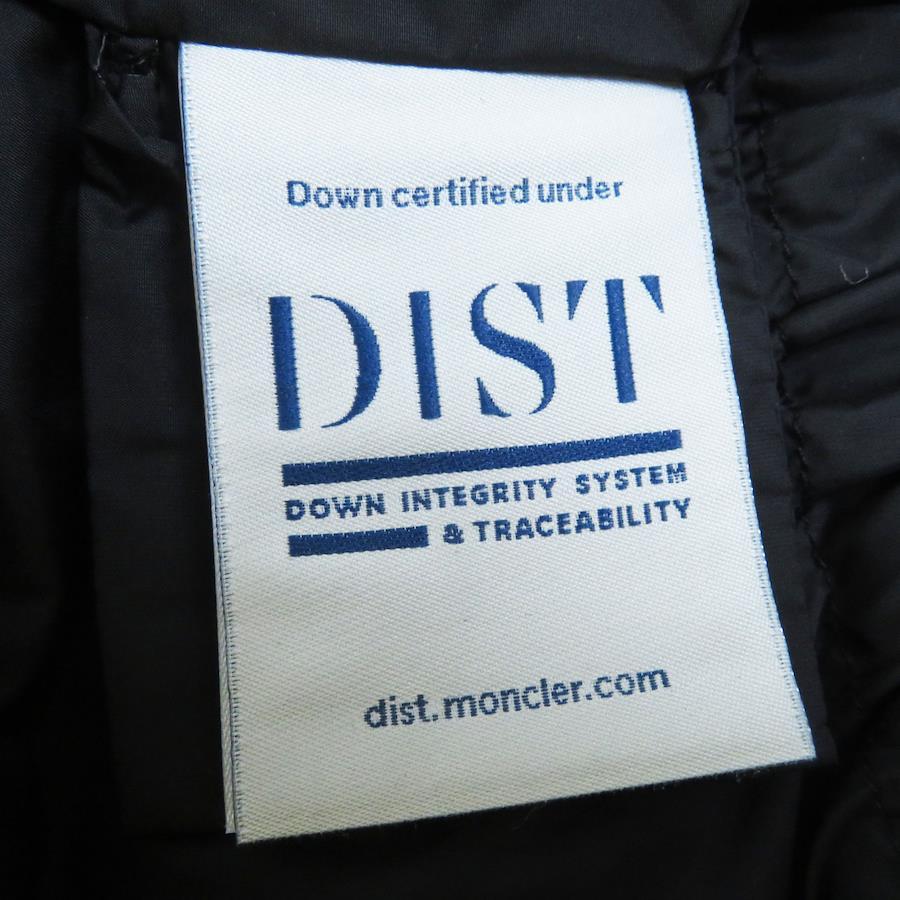 Down certified under
DIST
DOWN INTEGRITY SYSTEM
& TRACEABILITY
dist.moncler.com